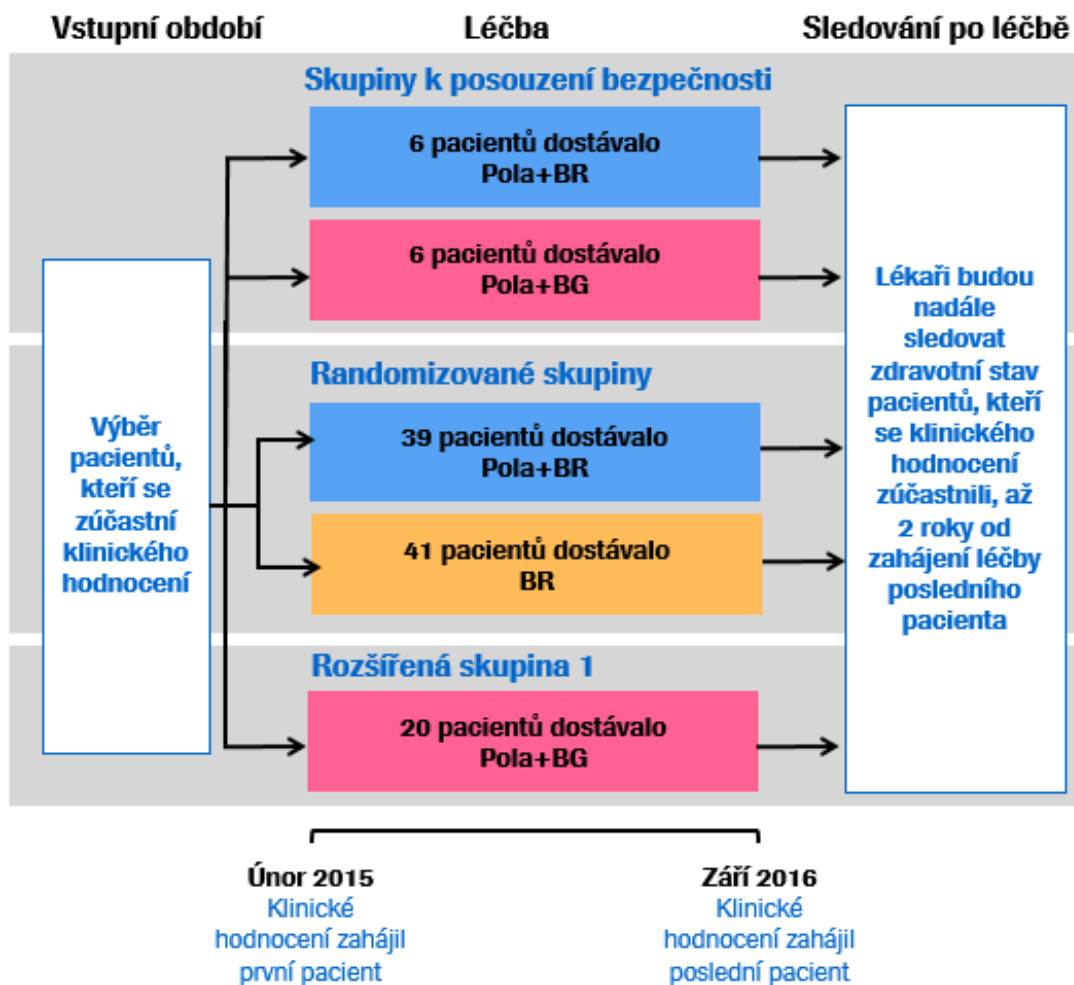 Vstupní období
Léčba
Sledování po léčbě
Skupiny k posouzení bezpečnosti
6 pacientů dostávalo
Pola+BR
6 pacientů dostávalo
Pola+BG
Randomizované skupiny
39 pacientů dostávalo
Pola+BR
41 pacientů dostávalo
BR
Rozšířená skupina 1
20 pacientů dostávalo
Pola+BG
Výběr
pacientů,
kteří se
zúčastní
klinického
hodnocení
Lékaři budou
nadále
sledovat
zdravotní stav
pacientů, kteří
se klinického
hodnocení
zúčastnili, až
2 roky od
zahájení léčby
posledního
pacienta
Únor 2015
Klinické
hodnocení zahájil
první pacient
Září 2016
Klinické
hodnocení zahájil
poslední pacient